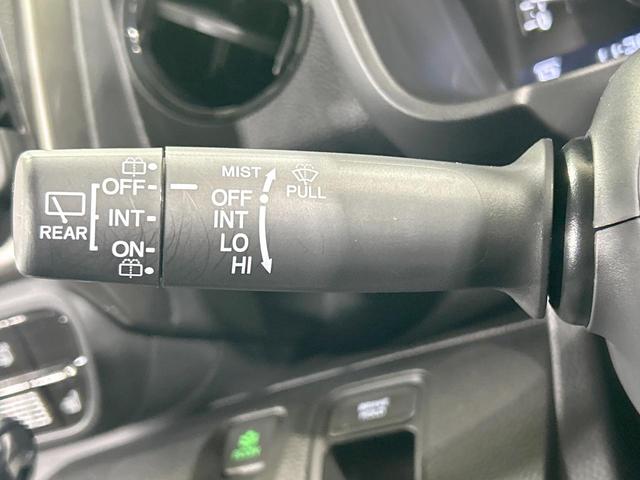 REAR
OFF
INT
ON
MIST
PULL
OFF
INT
LO
HI